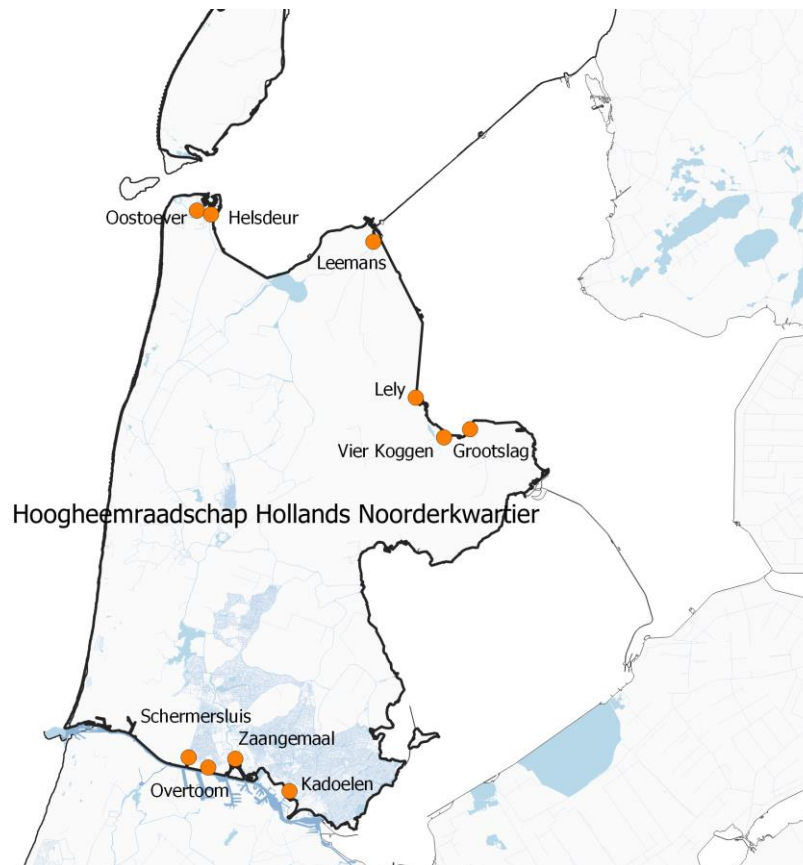 Oostoever
Helsdeur
Leemans
Lely
Vier Koggen
Grootslag
Hoogheemraadschap Hollands Noorderkwartier
Schermersluis
Zaangemaal
Overtoom
Kadoelen